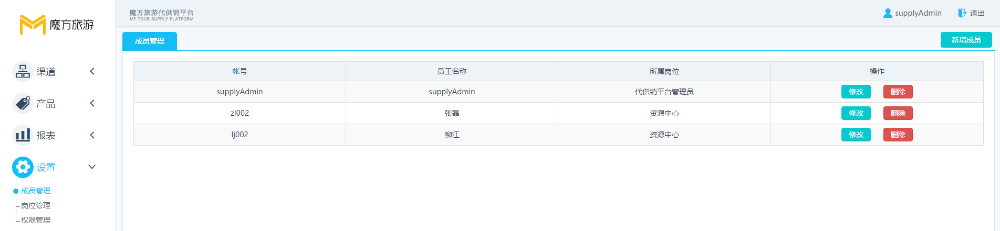 魔方旅游
渠道
产品
报表
设置
成员管理
岗位管理
权限管理
魔方旅游代供销平台
MF TOUR SUPPLY PLATFORM
supplyAdmin 退出
成员管理 新增成员
帐号 员工名称 所属岗位 操作
supplyAdmin supplyAdmin 代供销平台管理员 修改 删除
zl002 张磊 资源中心 修改 删除
lj002 柳江 资源中心 修改 删除